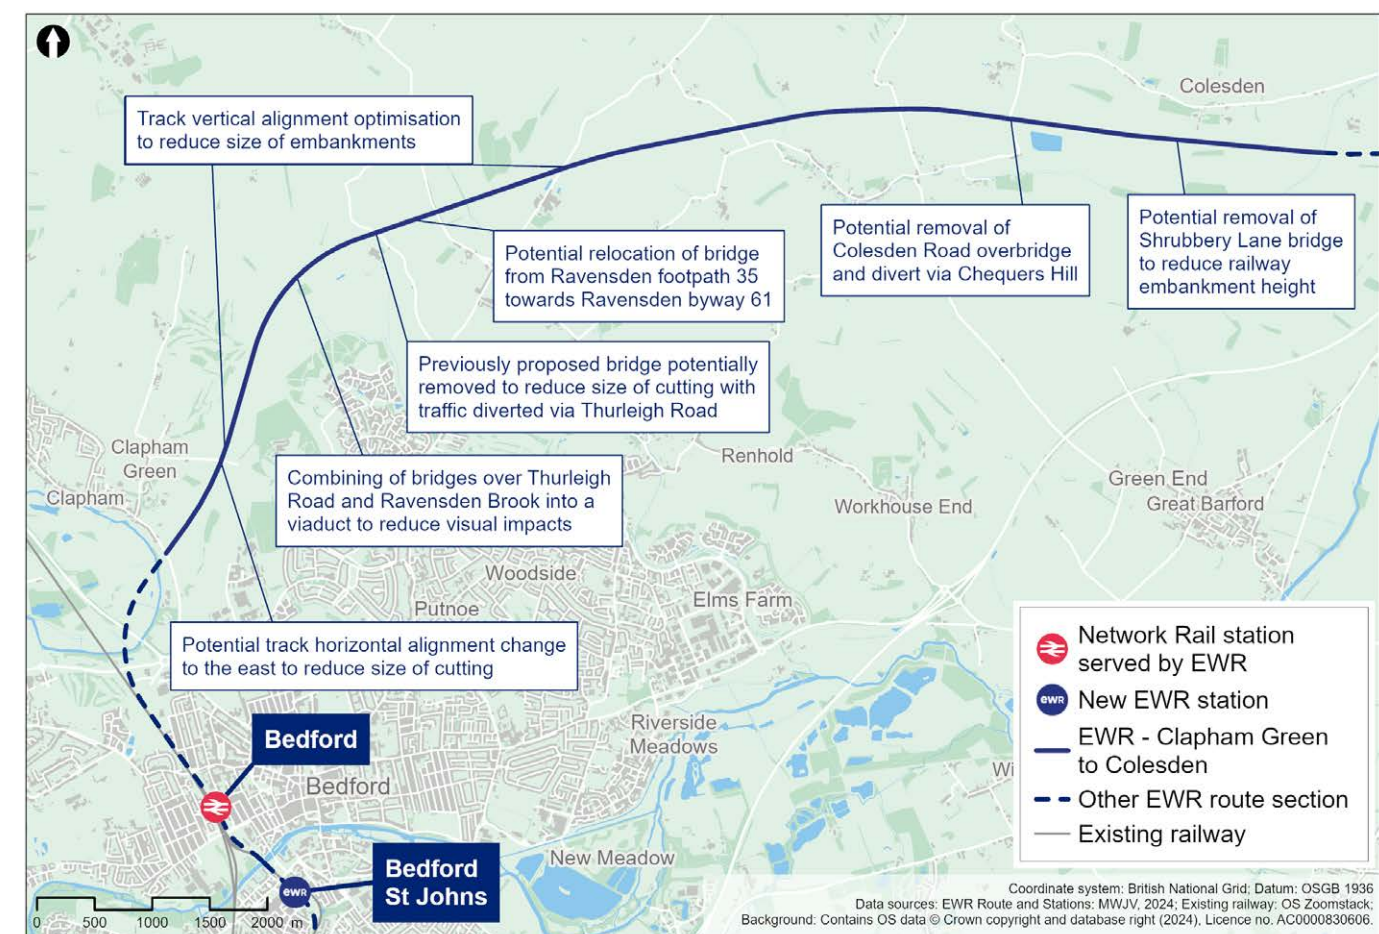 Colesden
Track vertical alignment optimisation
to reduce size of embankments
Potential relocation of bridge
from Ravensden footpath 35
towards Ravensden byway 61
Potential removal of
Colesden Road overbridge
and divert via Chequers Hill
Potential removal of
Shrubbery Lane bridge
to reduce railway
embankment height
Previously proposed bridge potentially
removed to reduce size of cutting with
traffic diverted via Thurleigh Road
Clapham
Green
Clapham
Renhold
Workhouse End
Green End
Great Barford
Combining of bridges over Thurleigh
Road and Ravensden Brook into a
viaduct to reduce visual impacts
Woodside
Putnoe
Elms Farm
Potential track horizontal alignment change
to the east to reduce size of cutting
Riverside
Meadows
Wi
Bedford
Bedford
New Meadow
ewr
Bedford
St Johns
Network Rail station
served by EWR
ewr
New EWR station
EWR - Clapham Green
to Colesden
Other EWR route section
Existing railway
0 500 1000 1500 2000 m
Coordinate system: British National Grid; Datum: OSGB 1936
Data sources: EWR Route and Stations: MWJV, 2024; Existing railway: OS Zoomstack;
Background: Contains OS data © Crown copyright and database right (2024), Licence no. AC0000830606.